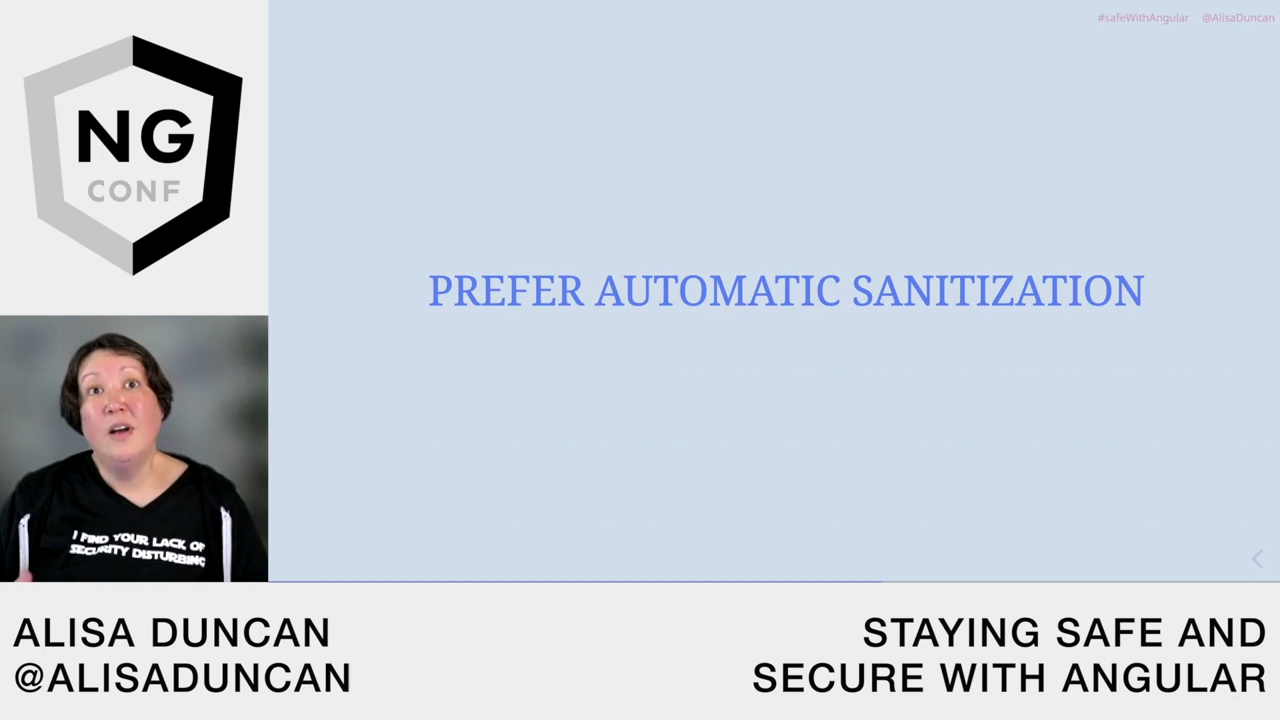 #safeWithAngular @AlisaDuncan
NG
CONF
PREFER AUTOMATIC SANITIZATION
I FIND YOUR LACK OF
SECURITY DISTURBING
ALISA DUNCAN
@ALISADUNCAN
STAYING SAFE AND
SECURE WITH ANGULAR